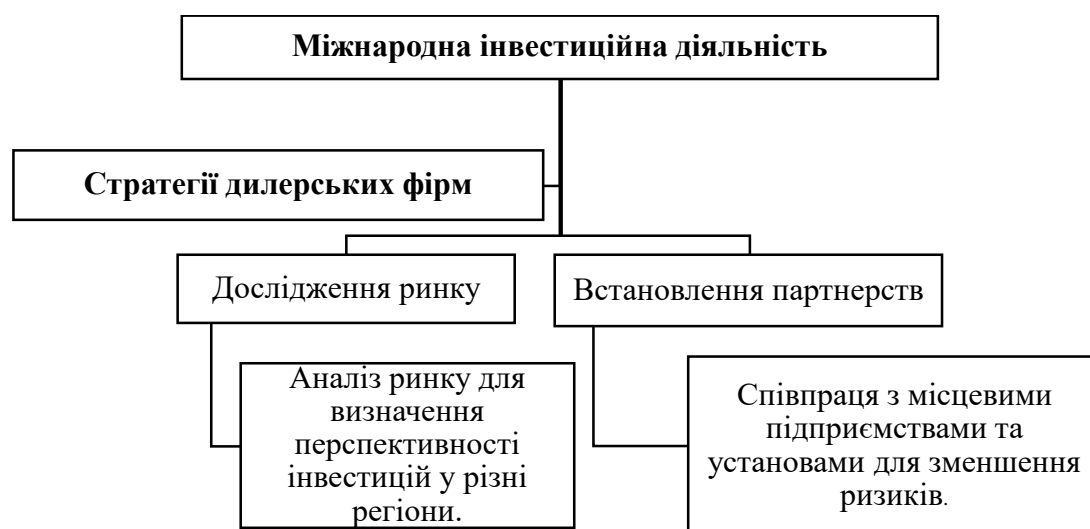 Міжнародна інвестиційна діяльність
Стратегії дилерських фірм
Дослідження ринку
Встановлення партнерств
Аналіз ринку для
визначення
перспективності
інвестицій у різні
регіони.
Співпраця з місцевими
підприємствами та
установами для зменшення
ризиків.